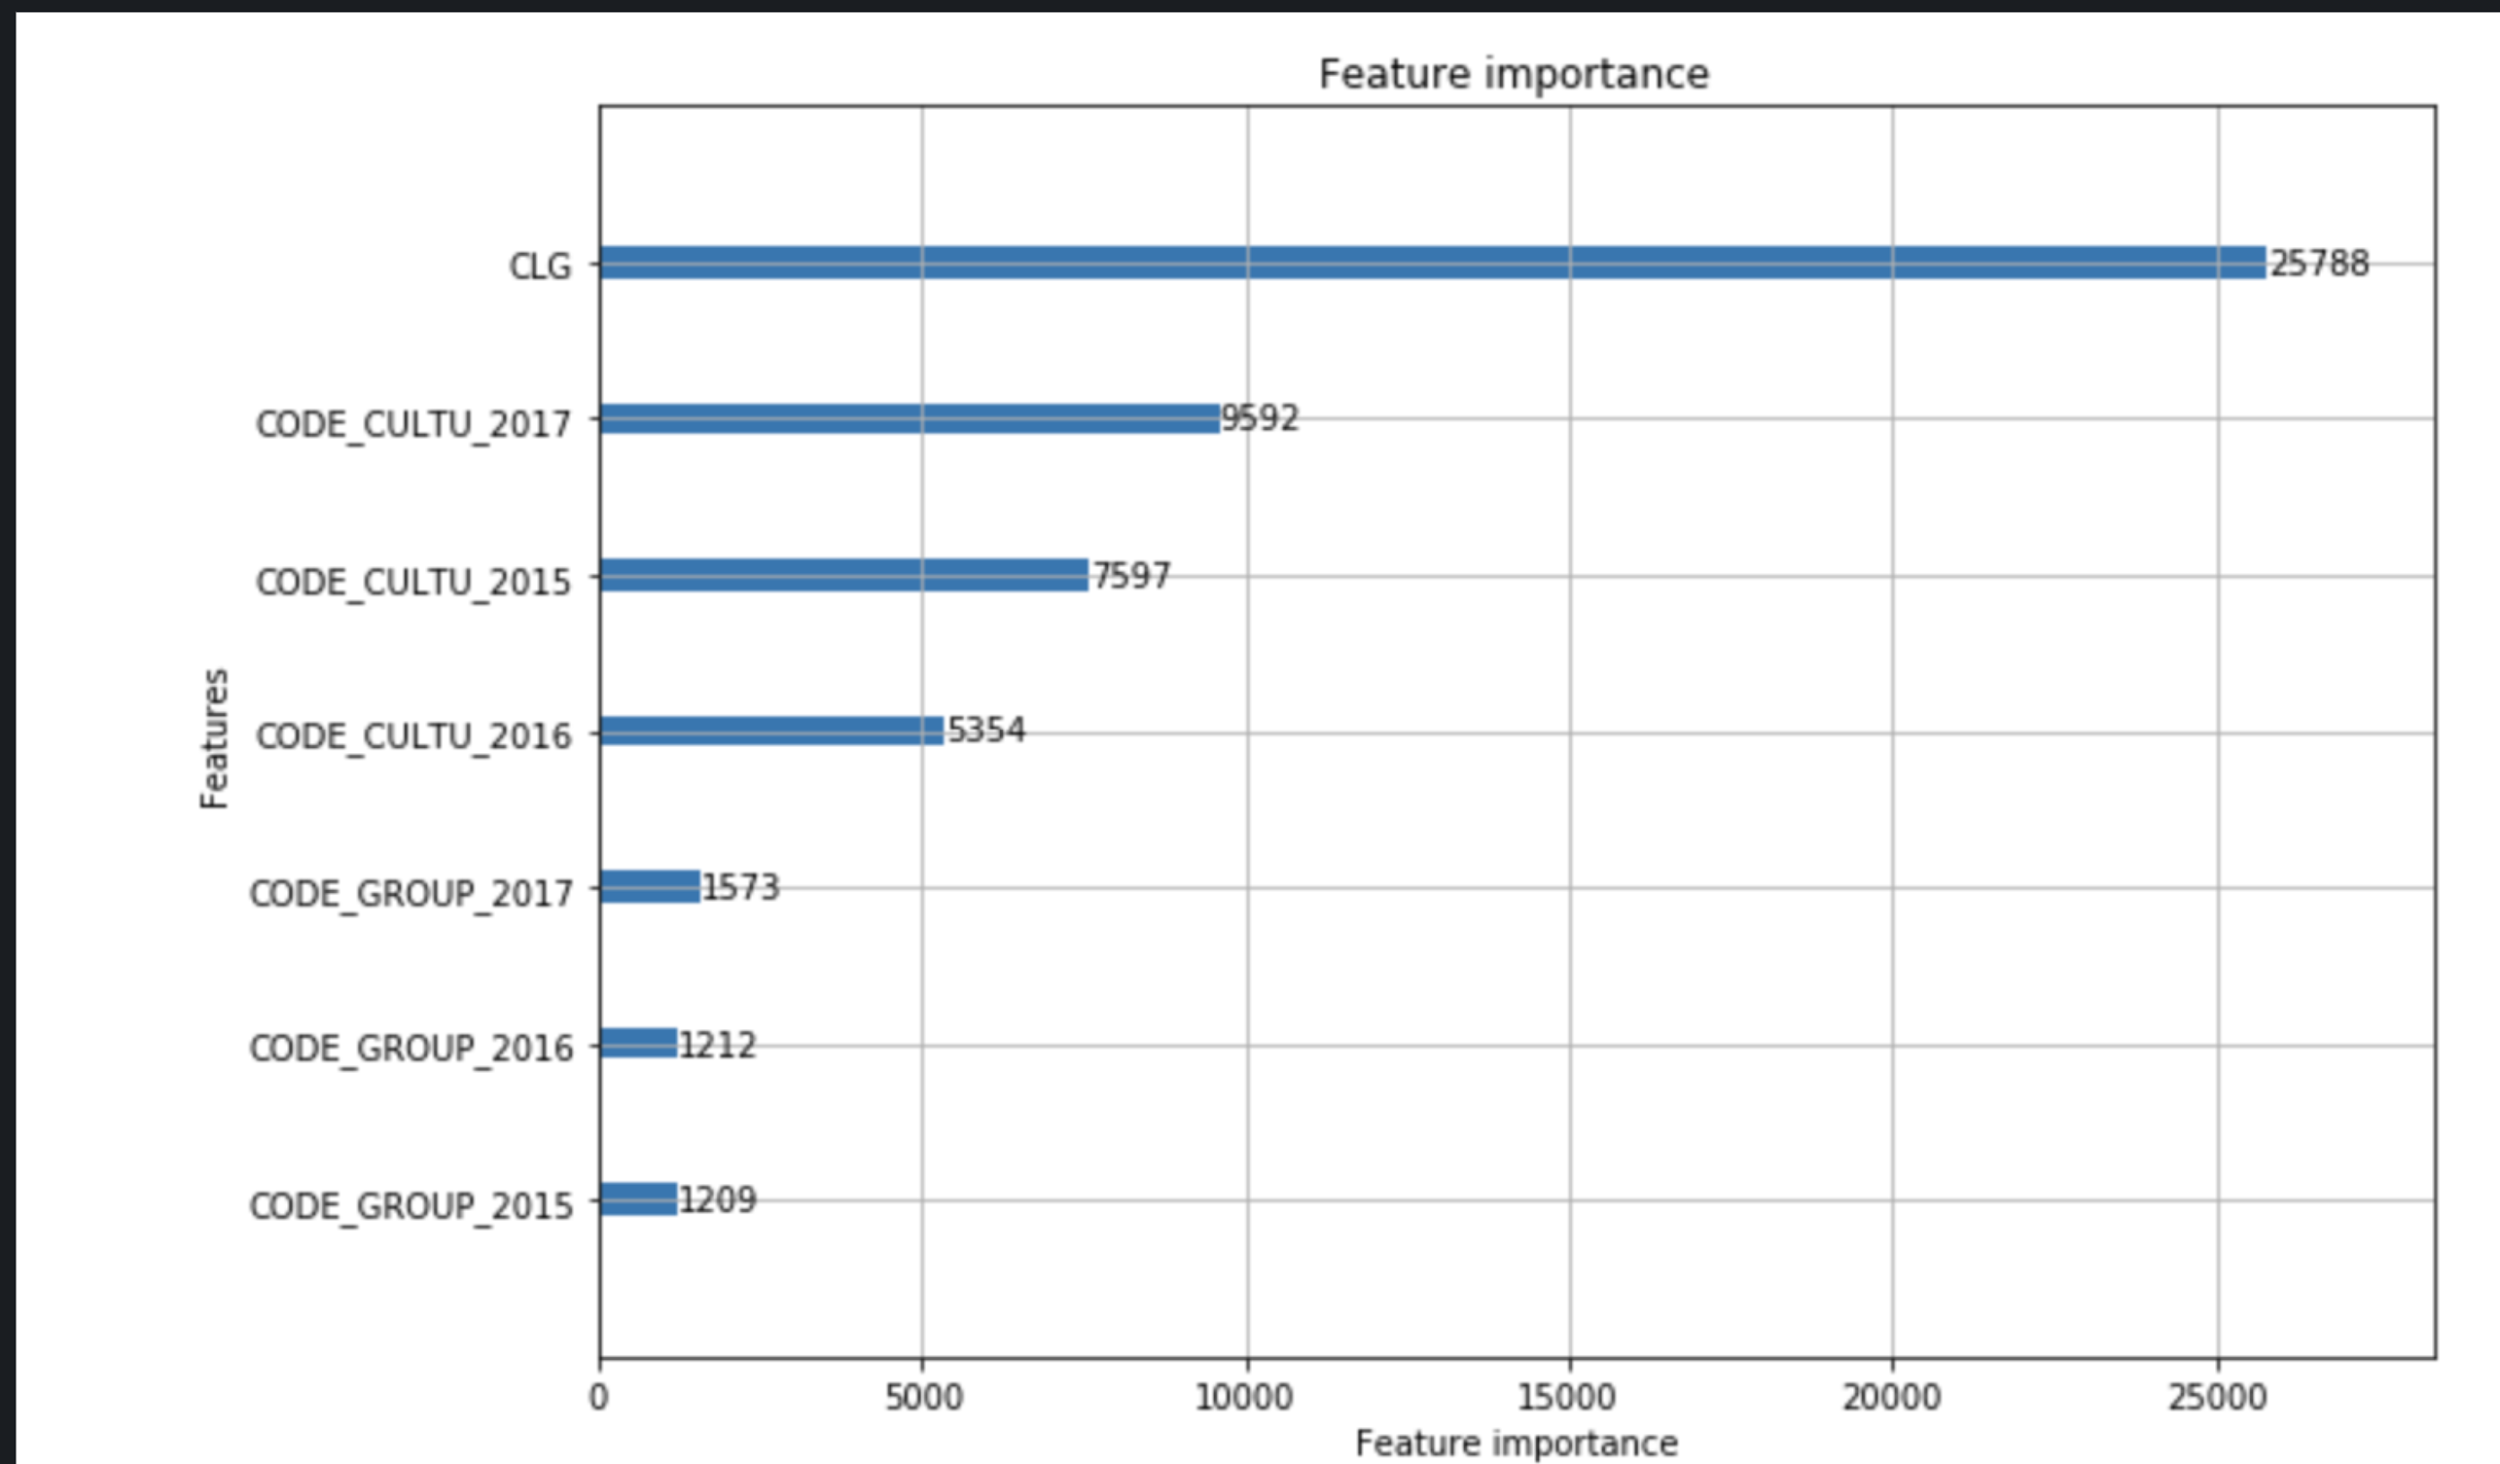 Feature importance
CLG 25788
CODE_CULTU_2017 9592
CODE_CULTU_2015 7597
CODE_CULTU_2016 5354
CODE_GROUP_2017 1573
CODE_GROUP_2016 1212
CODE_GROUP_2015 1209
Features
0 5000 10000 15000 20000 25000
Feature importance